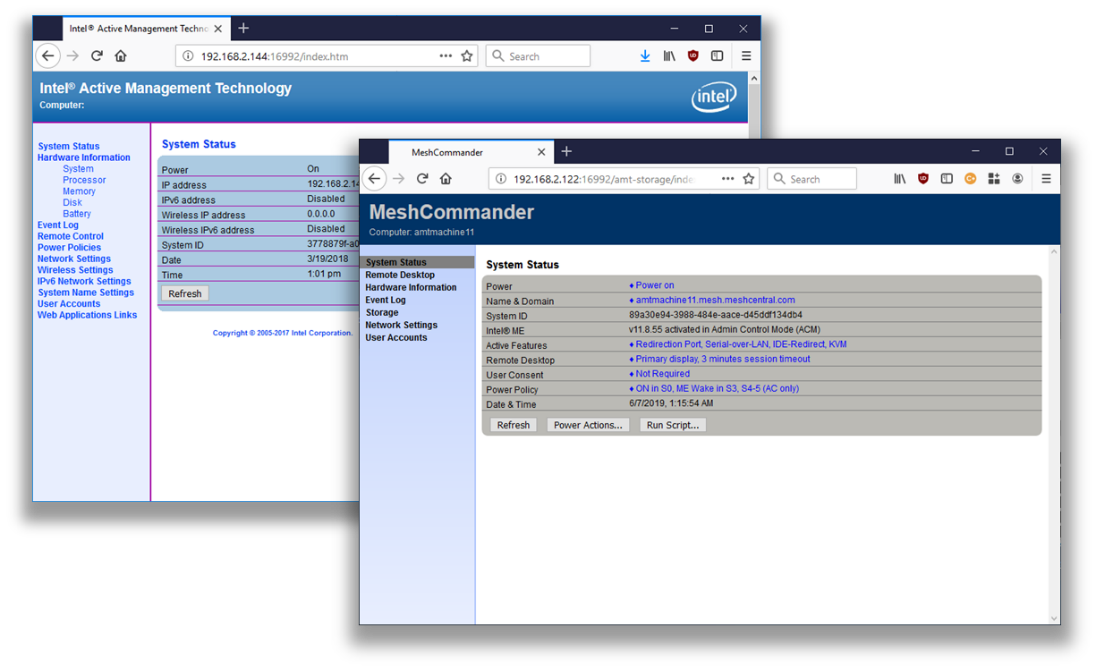 Intel® Active Management Techno
192.168.2.144:16992/index.htm
Search
Intel® Active Management Technology
Computer:
intel
System Status
Hardware Information
System
Processor
Memory
Disk
Battery
Event Log
Remote Control
Power Policies
Network Settings
Wireless Settings
IPv6 Network Settings
System Name Settings
User Accounts
Web Applications Links
System Status
Power On
IP address 192.168.2.14
IPv6 address Disabled
Wireless IP address 0.0.0.0
Wireless IPv6 address Disabled
System ID 3778879f-a0
Date 3/19/2018
Time 1:01 pm
Refresh
Copyright © 2005-2017 Intel Corporation.
MeshCommander
192.168.2.122:16992/amt-storage/inde
Search
MeshCommander
Computer: amtmachine11
System Status
Remote Desktop
Hardware Information
Event Log
Storage
Network Settings
User Accounts
System Status
Power ♦ Power on
Name & Domain ♦ amtmachine11.mesh.meshcentral.com
System ID 89a30e94-3988-484e-aace-d45ddf134db4
Intel® ME v11.8.55 activated in Admin Control Mode (ACM)
Active Features ♦ Redirection Port, Serial-over-LAN, IDE-Redirect, KVM
Remote Desktop ♦ Primary display, 3 minutes session timeout
User Consent ♦ Not Required
Power Policy ♦ ON in S0, ME Wake in S3, S4-5 (AC only)
Date & Time 6/7/2019, 1:15:54 AM
Refresh Power Actions... Run Script...